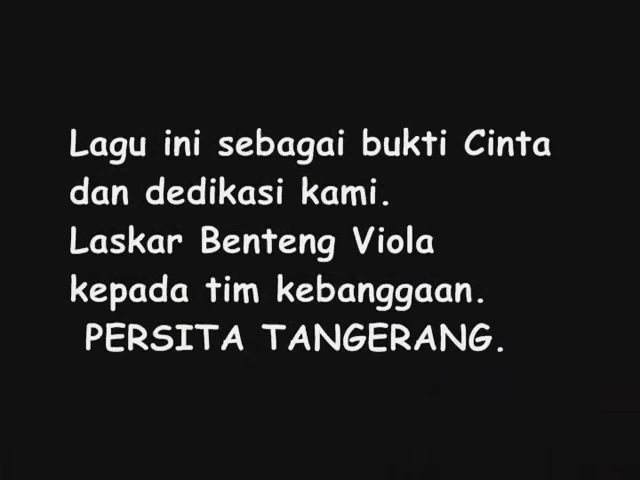 Lagu ini sebagai bukti Cinta
dan dedikasi kami.
Laskar Benteng Viola
kepada tim kebanggaan.
PERSITA TANGERANG.